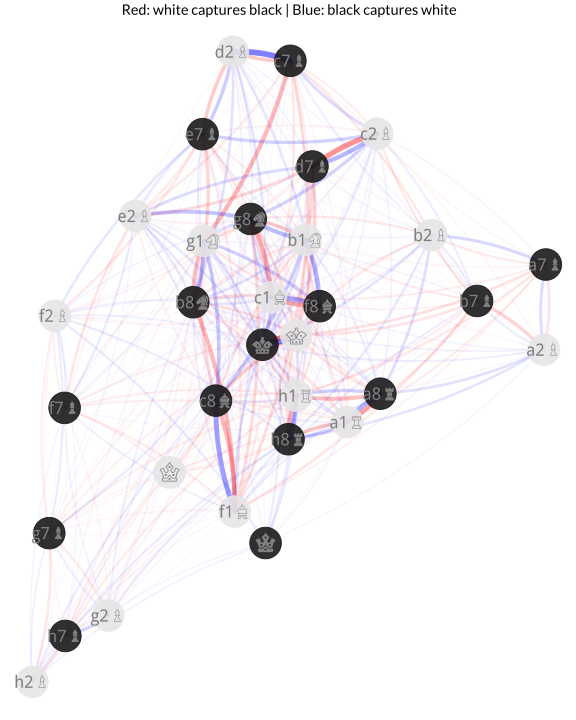 Red: white captures black | Blue: black captures white
d2
c7
e7
c2
d7
e2
g8
g1
b1
b2
a7
c1
b8
f8
b7
f2
a2
h1
a8
c8
f7
a1
h8
f1
g7
g2
h7
h2